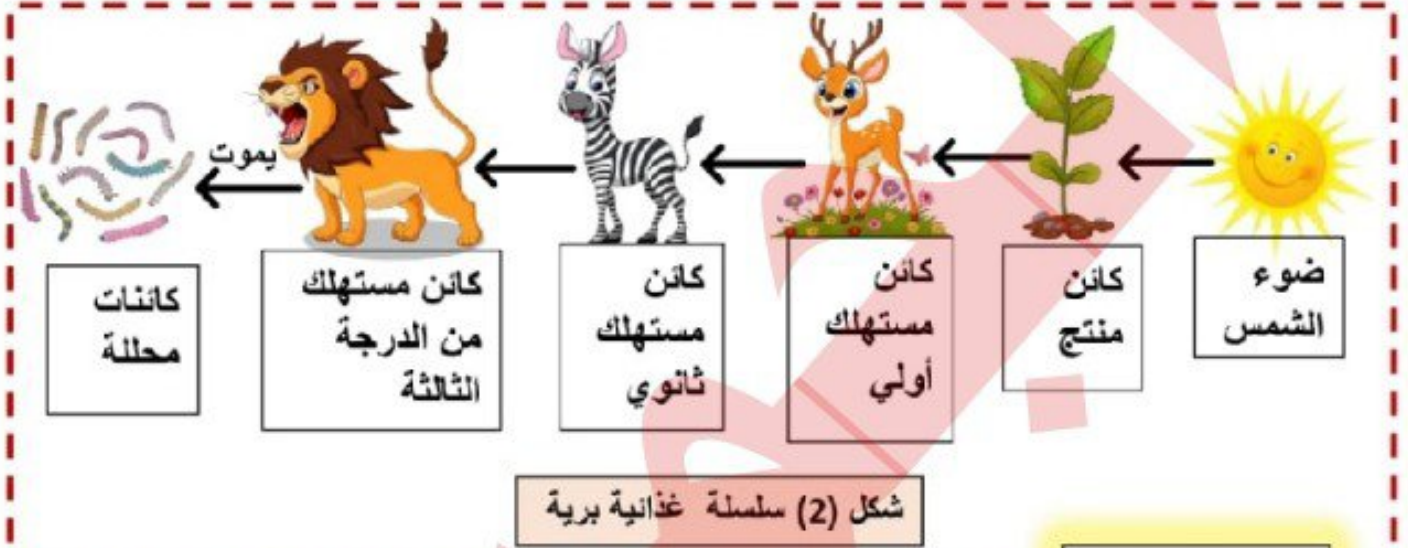 يموت
ضوء
الشمس
كائن
منتج
كائن
مستهلك
أولي
كائن
مستهلك
ثانوي
كائن مستهلك
من الدرجة
الثالثة
كائنات
محللة
شكل (2) سلسلة غذائية برية